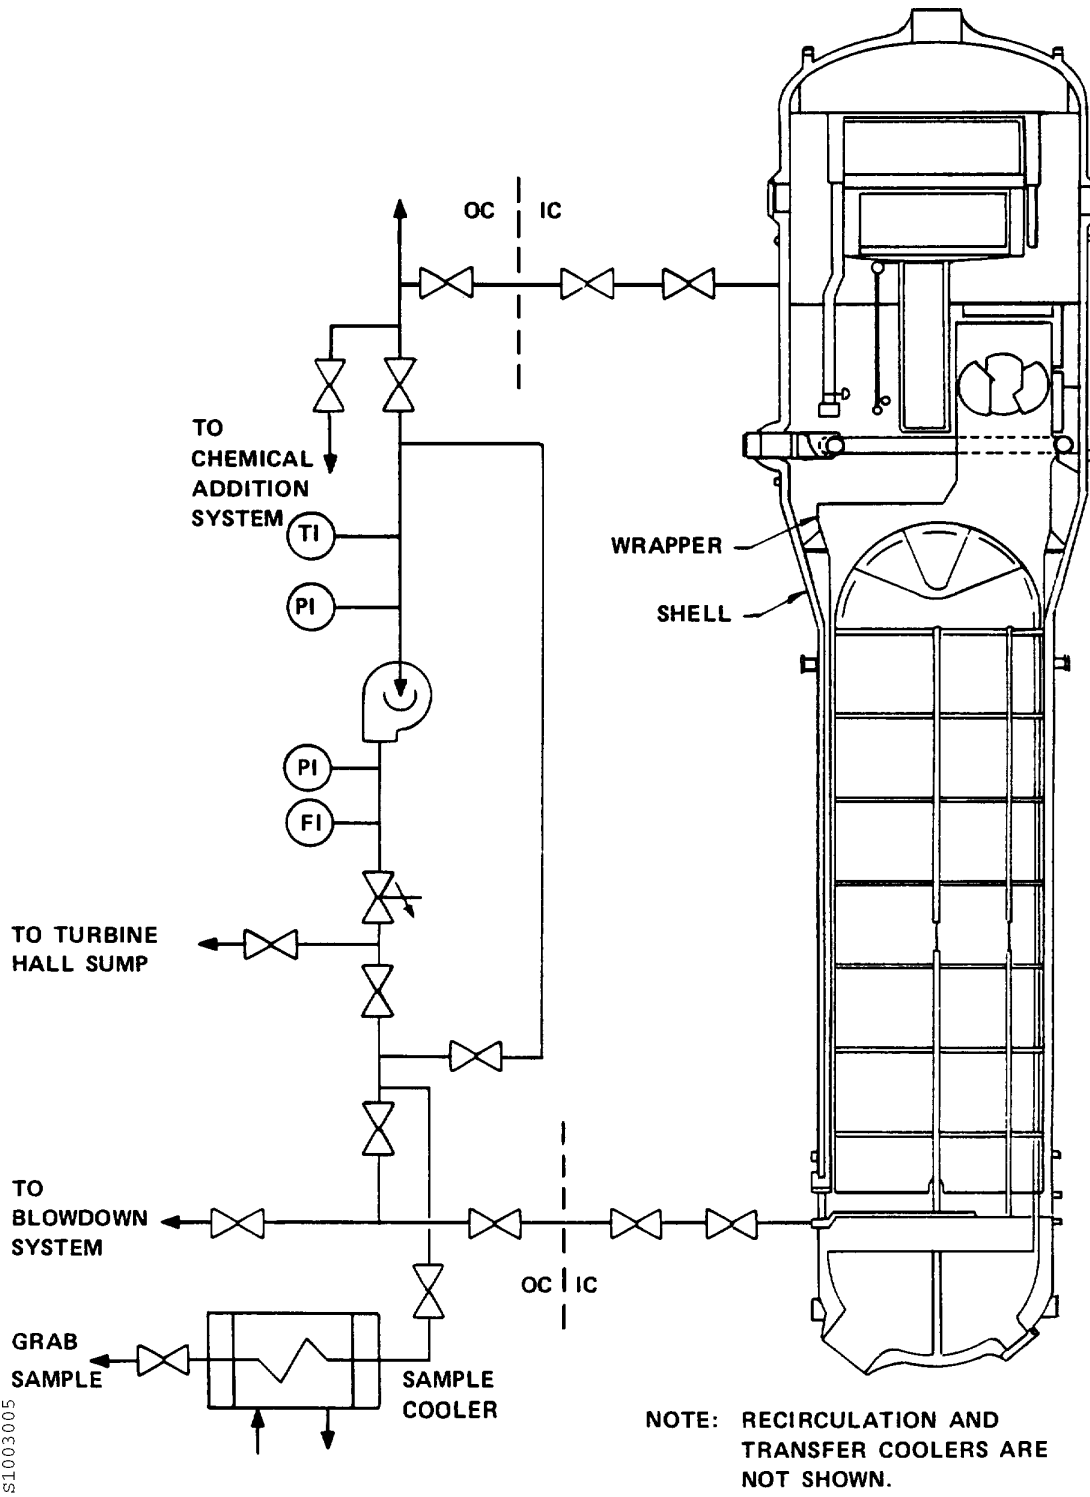 OC IC
TO
CHEMICAL
ADDITION
SYSTEM
TI
WRAPPER
PI
SHELL
PI
FI
TO TURBINE
HALL SUMP
TO
BLOWDOWN
SYSTEM
OC IC
GRAB
SAMPLE
SAMPLE
COOLER
NOTE: RECIRCULATION AND
TRANSFER COOLERS ARE
NOT SHOWN.
S1003005